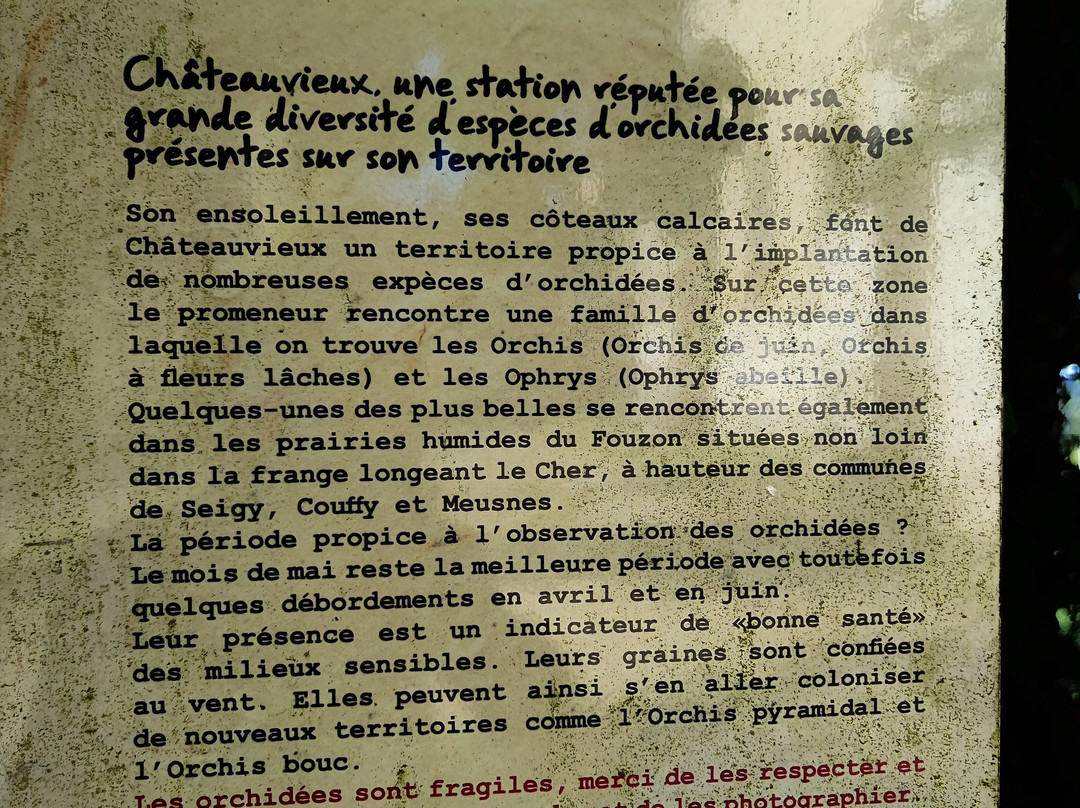 Châteauvieux, une station réputée pour sa
grande diversité d'espèces d'orchidées sauvages
présentes sur son territoire
Son ensoleillement, ses côteaux calcaires, font de
Châteauvieux un territoire propice à l'implantation
de nombreuses expèces d'orchidées. Sur cette zone
le promeneur rencontre une famille d'orchidées dans
laquelle on trouve les Orchis (Orchis de juin, Orchis
à fleurs lâches) et les Ophrys (Ophrys abeille).
Quelques-unes des plus belles se rencontrent également
dans les prairies humides du Fouzon situées non loin
dans la frange longeant le Cher, à hauteur des communes
de Seigy, Couffy et Meusnes.
La période propice à l'observation des orchidées ?
Le mois de mai reste la meilleure période avec toutefois
quelques débordements en avril et en juin.
Leur présence est un indicateur de «bonne santé»
des milieux sensibles. Leurs graines sont confiées
au vent. Elles peuvent ainsi s'en aller coloniser
de nouveaux territoires comme l'Orchis pyramidal et
l'Orchis bouc.
Les orchidées sont fragiles, merci de les respecter et
de les photographier.